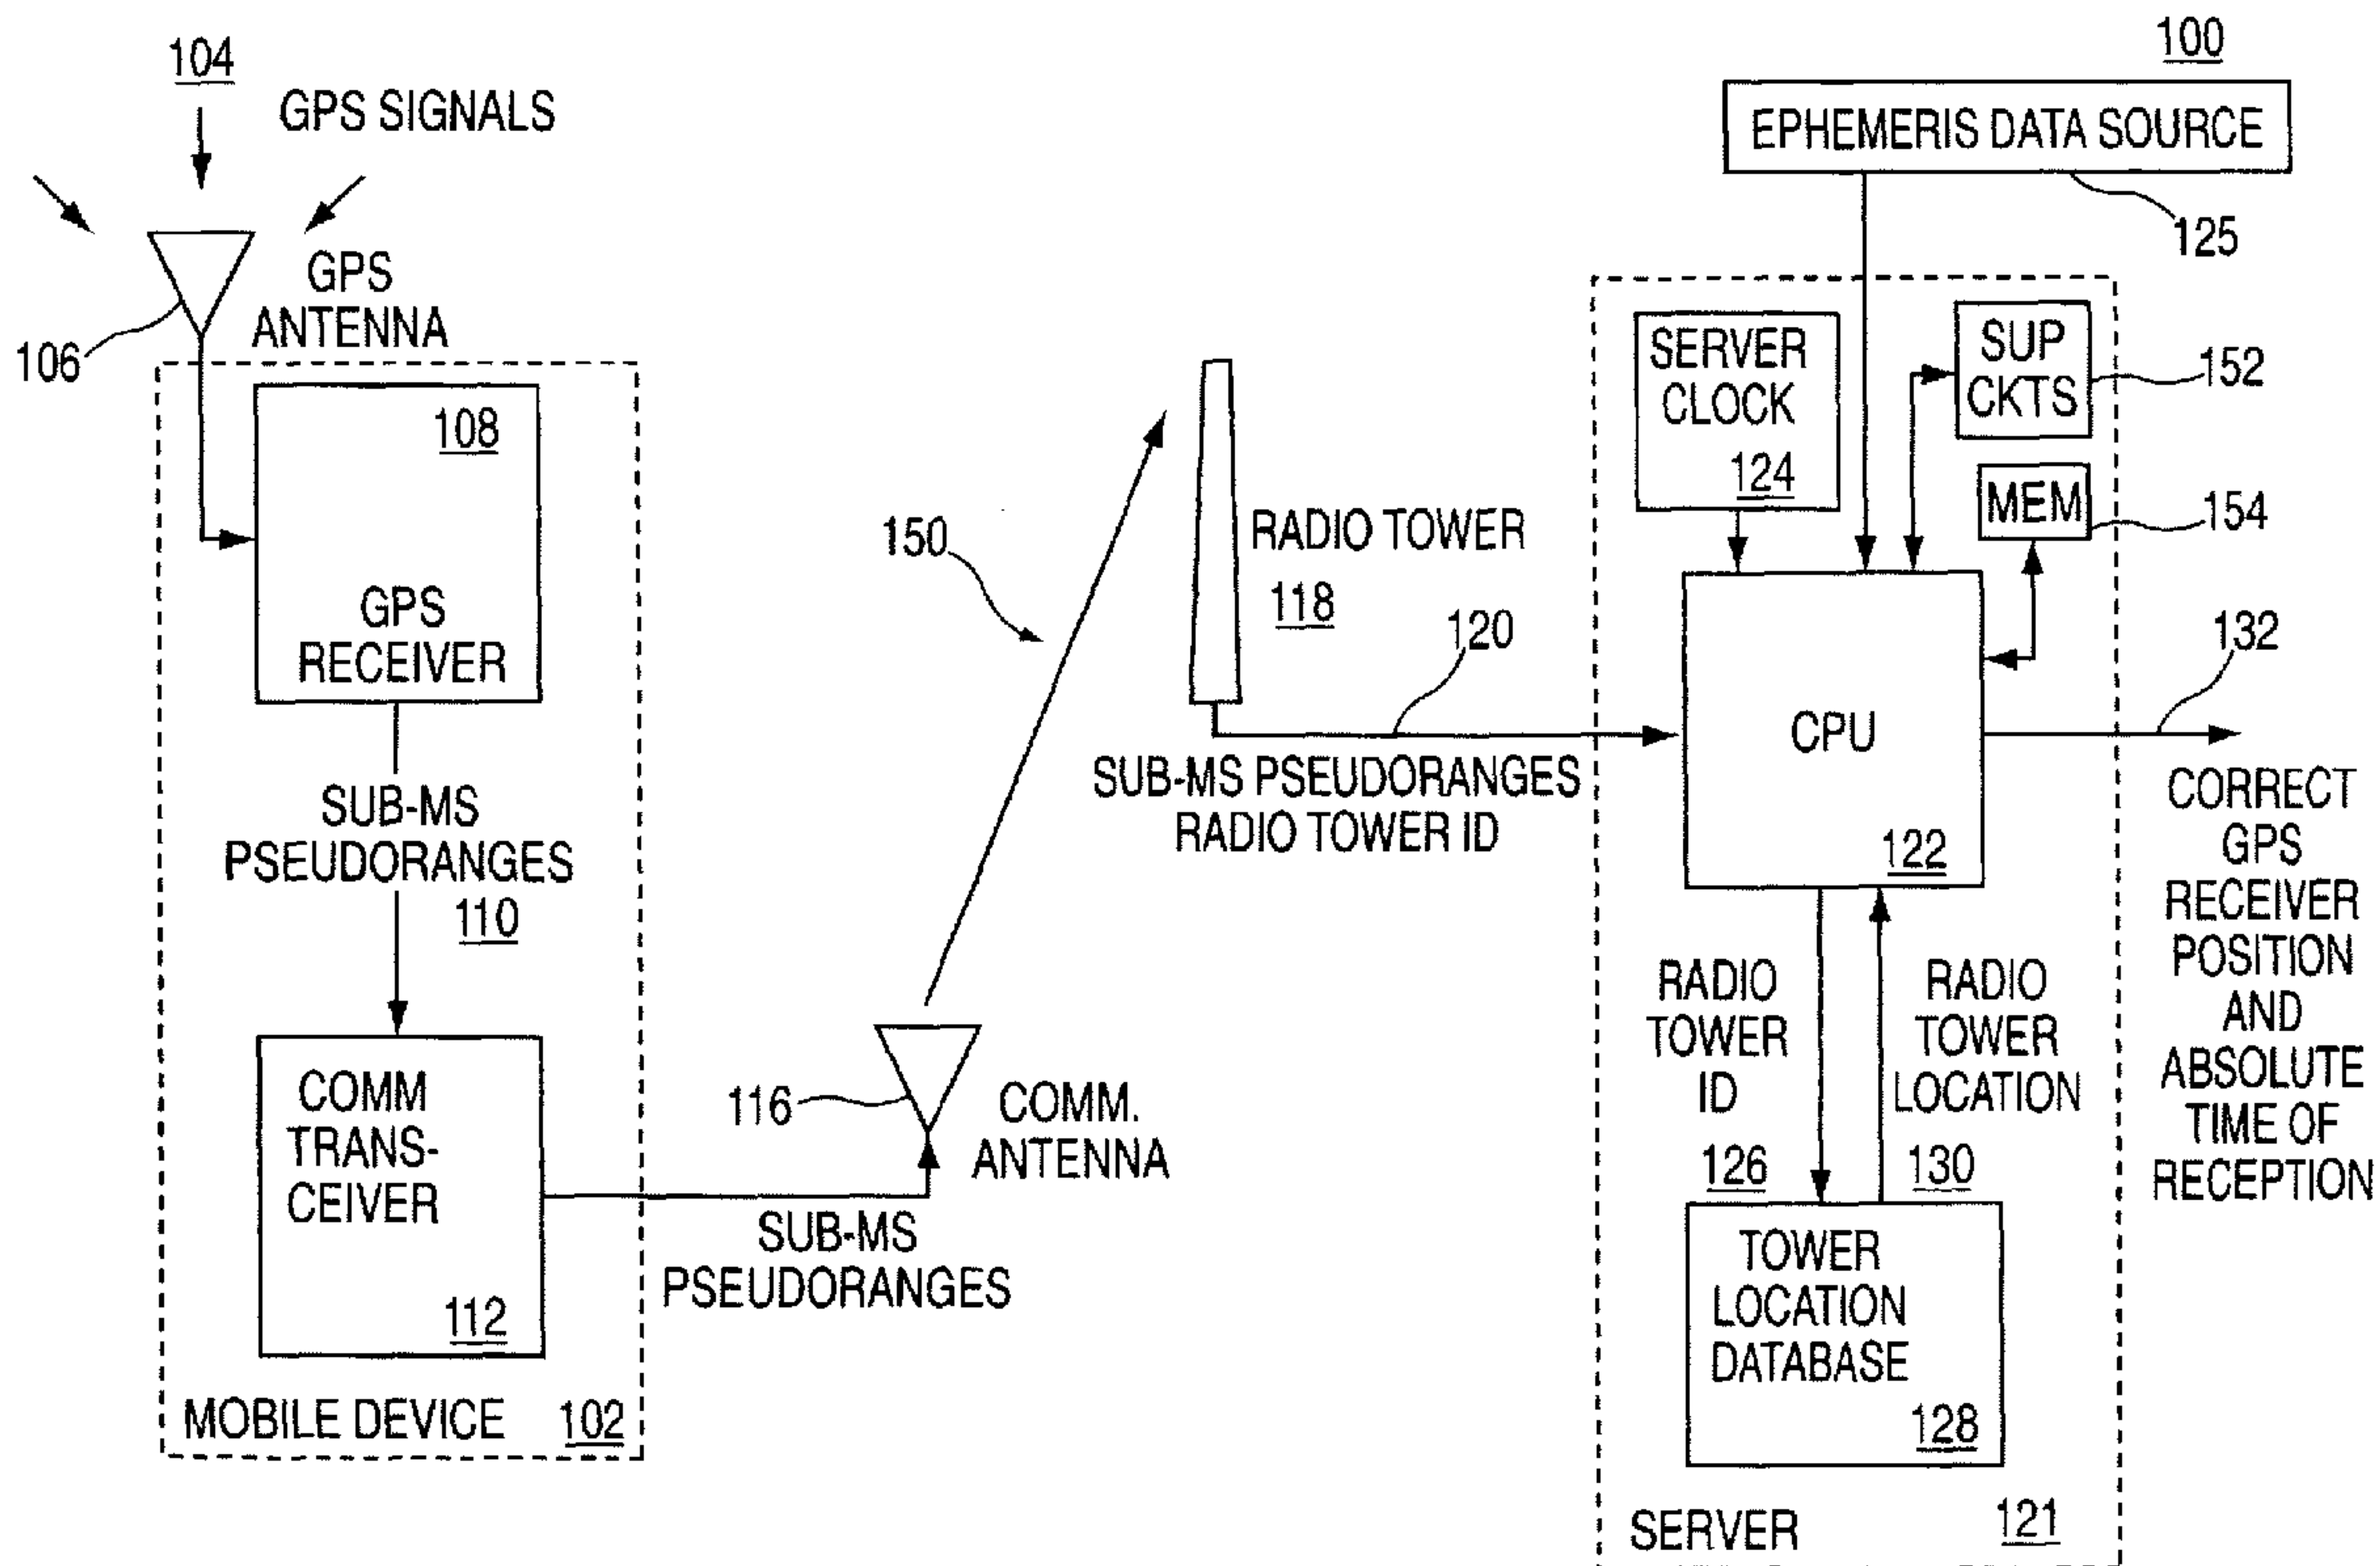 100
104
GPS SIGNALS
EPHEMERIS DATA SOURCE
125
GPS
ANTENNA
106
108
GPS
RECEIVER
SUB-MS
PSEUDORANGES
110
COMM
TRANS-
CEIVER
112
MOBILE DEVICE 102
SUB-MS
PSEUDORANGES
116
COMM.
ANTENNA
150
RADIO TOWER
118
120
SUB-MS PSEUDORANGES
RADIO TOWER ID
SERVER
CLOCK
124
SUP
CKTS
152
MEM
154
CPU
122
132
CORRECT
GPS
RECEIVER
POSITION
AND
ABSOLUTE
TIME OF
RECEPTION
RADIO
TOWER
ID
126
RADIO
TOWER
LOCATION
130
TOWER
LOCATION
DATABASE
128
SERVER 121